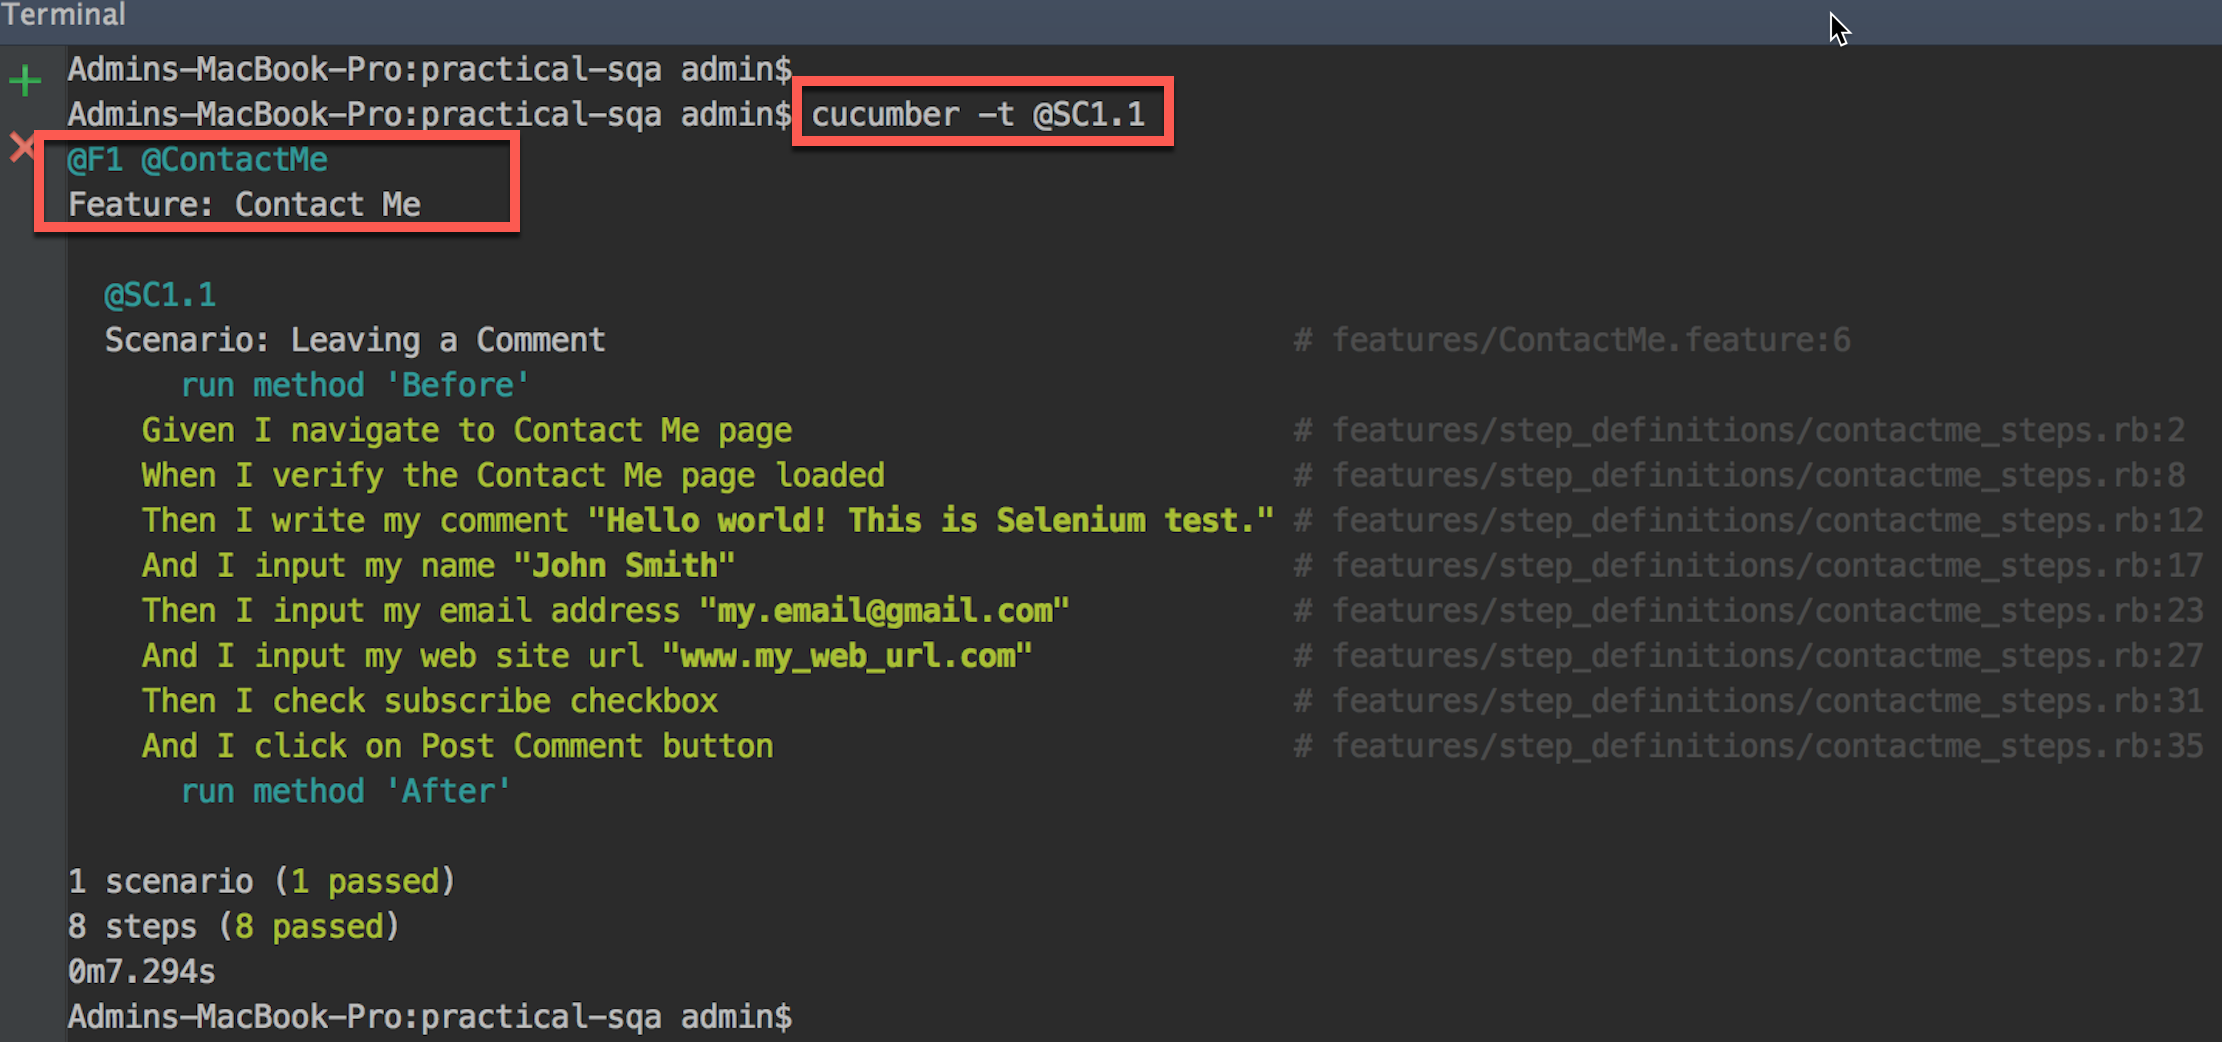 Terminal
Admins-MacBook-Pro:practical-sqa admin$
Admins-MacBook-Pro:practical-sqa admin$ cucumber -t @SC1.1
@F1 @ContactMe
Feature: Contact Me
@SC1.1
Scenario: Leaving a Comment # features/ContactMe.feature:6
run method 'Before'
Given I navigate to Contact Me page # features/step_definitions/contactme_steps.rb:2
When I verify the Contact Me page loaded # features/step_definitions/contactme_steps.rb:8
Then I write my comment "Hello world! This is Selenium test." # features/step_definitions/contactme_steps.rb:12
And I input my name "John Smith" # features/step_definitions/contactme_steps.rb:17
Then I input my email address "my.email@gmail.com" # features/step_definitions/contactme_steps.rb:23
And I input my web site url "www.my_web_url.com" # features/step_definitions/contactme_steps.rb:27
Then I check subscribe checkbox # features/step_definitions/contactme_steps.rb:31
And I click on Post Comment button # features/step_definitions/contactme_steps.rb:35
run method 'After'
1 scenario (1 passed)
8 steps (8 passed)
0m7.294s
Admins-MacBook-Pro:practical-sqa admin$